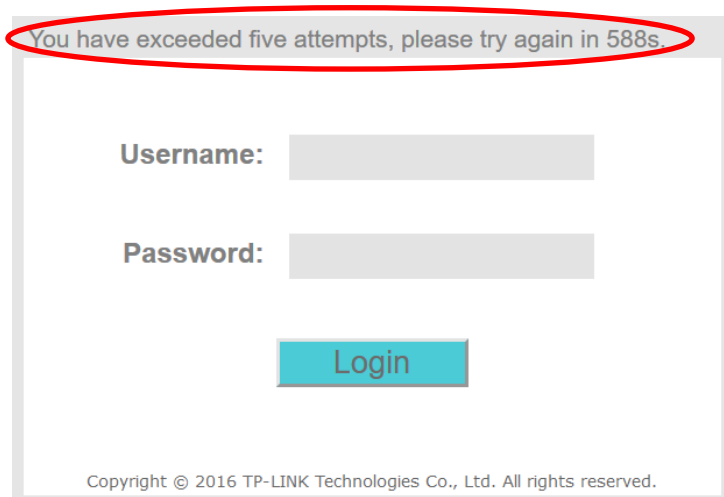 You have exceeded five attempts, please try again in 588s.
Username:
Password:
Login
Copyright © 2016 TP-LINK Technologies Co., Ltd. All rights reserved.